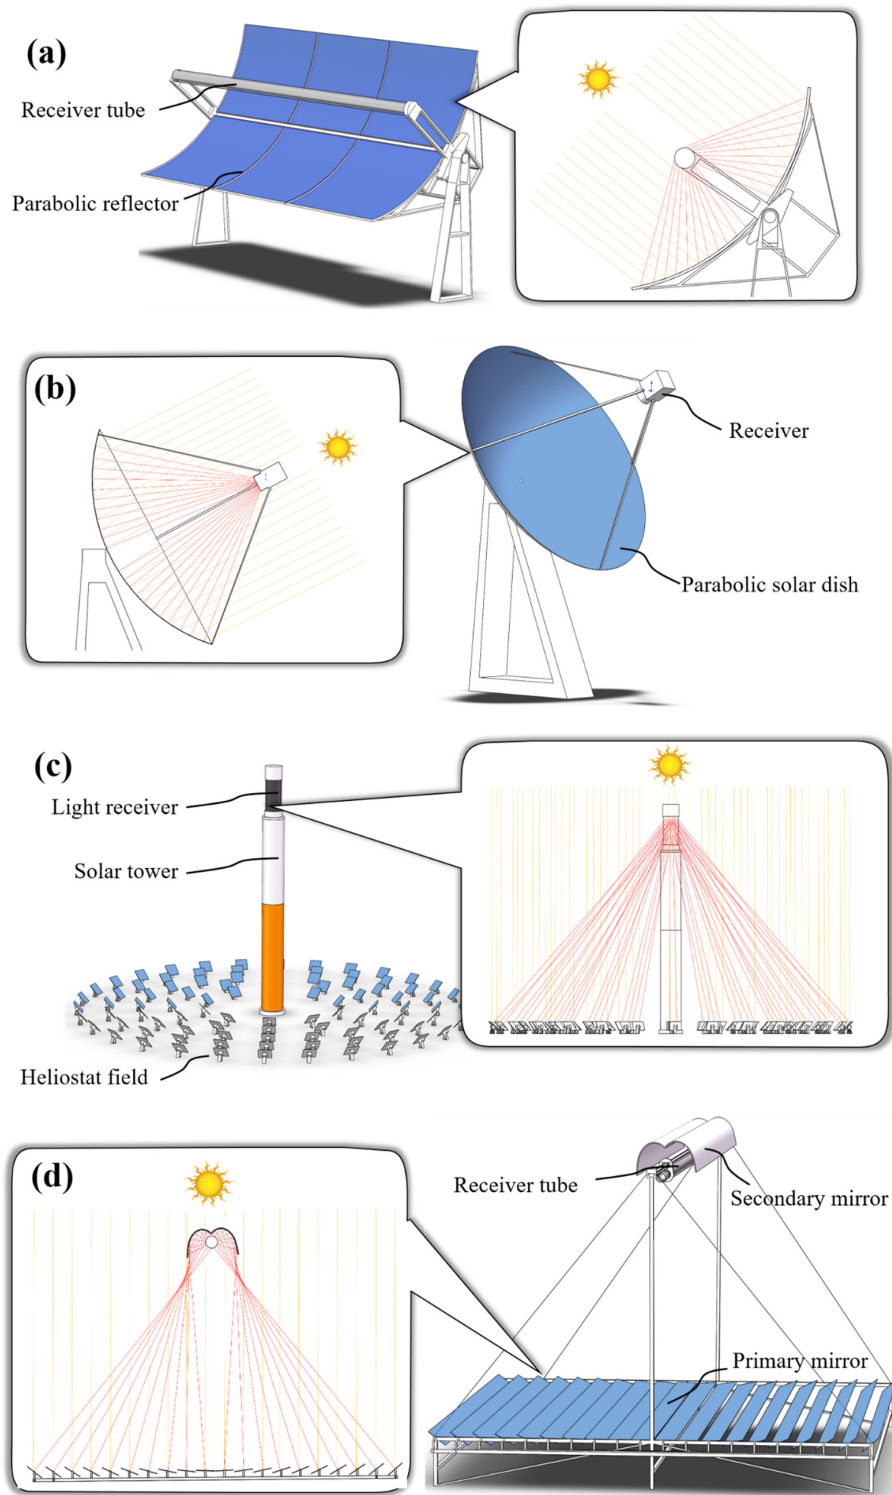 (a)
Receiver tube
Parabolic reflector
(b)
Receiver
Parabolic solar dish
(c)
Light receiver
Solar tower
Heliostat field
(d)
Receiver tube
Secondary mirror
Primary mirror